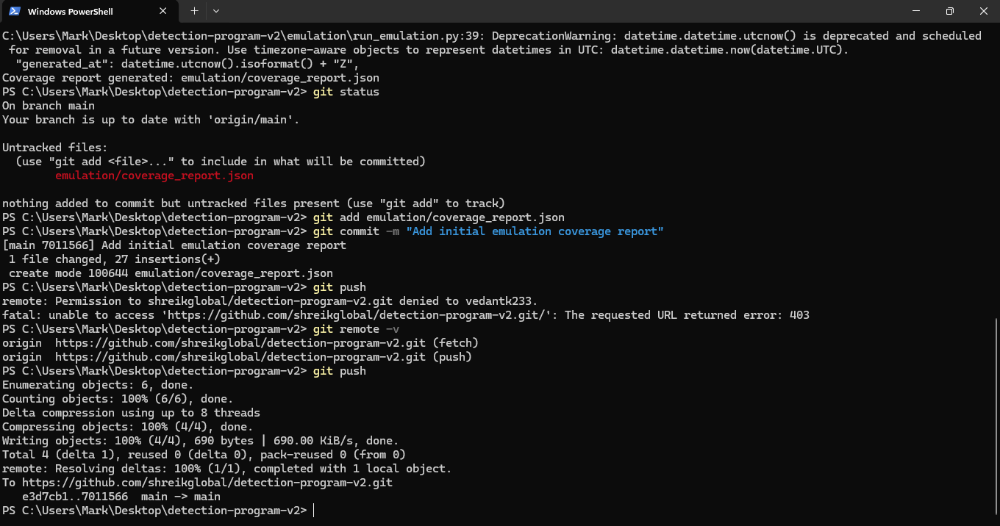 Windows PowerShell
C:\Users\Mark\Desktop\detection-program-v2\emulation\run_emulation.py:39: DeprecationWarning: datetime.datetime.utcnow() is deprecated and scheduled
 for removal in a future version. Use timezone-aware objects to represent datetimes in UTC: datetime.datetime.now(datetime.UTC).
  "generated_at": datetime.utcnow().isoformat() + "Z",
Coverage report generated: emulation/coverage_report.json
PS C:\Users\Mark\Desktop\detection-program-v2> git status
On branch main
Your branch is up to date with 'origin/main'.

Untracked files:
  (use "git add <file>..." to include in what will be committed)
        emulation/coverage_report.json

nothing added to commit but untracked files present (use "git add" to track)
PS C:\Users\Mark\Desktop\detection-program-v2> git add emulation/coverage_report.json
PS C:\Users\Mark\Desktop\detection-program-v2> git commit -m "Add initial emulation coverage report"
[main 7011566] Add initial emulation coverage report
 1 file changed, 27 insertions(+)
 create mode 100644 emulation/coverage_report.json
PS C:\Users\Mark\Desktop\detection-program-v2> git push
remote: Permission to shreikglobal/detection-program-v2.git denied to vedantk233.
fatal: unable to access 'https://github.com/shreikglobal/detection-program-v2.git/': The requested URL returned error: 403
PS C:\Users\Mark\Desktop\detection-program-v2> git remote -v
origin  https://github.com/shreikglobal/detection-program-v2.git (fetch)
origin  https://github.com/shreikglobal/detection-program-v2.git (push)
PS C:\Users\Mark\Desktop\detection-program-v2> git push
Enumerating objects: 6, done.
Counting objects: 100% (6/6), done.
Delta compression using up to 8 threads
Compressing objects: 100% (4/4), done.
Writing objects: 100% (4/4), 690 bytes | 690.00 KiB/s, done.
Total 4 (delta 1), reused 0 (delta 0), pack-reused 0 (from 0)
remote: Resolving deltas: 100% (1/1), completed with 1 local object.
To https://github.com/shreikglobal/detection-program-v2.git
   e3d7cb1..7011566  main -> main
PS C:\Users\Mark\Desktop\detection-program-v2>